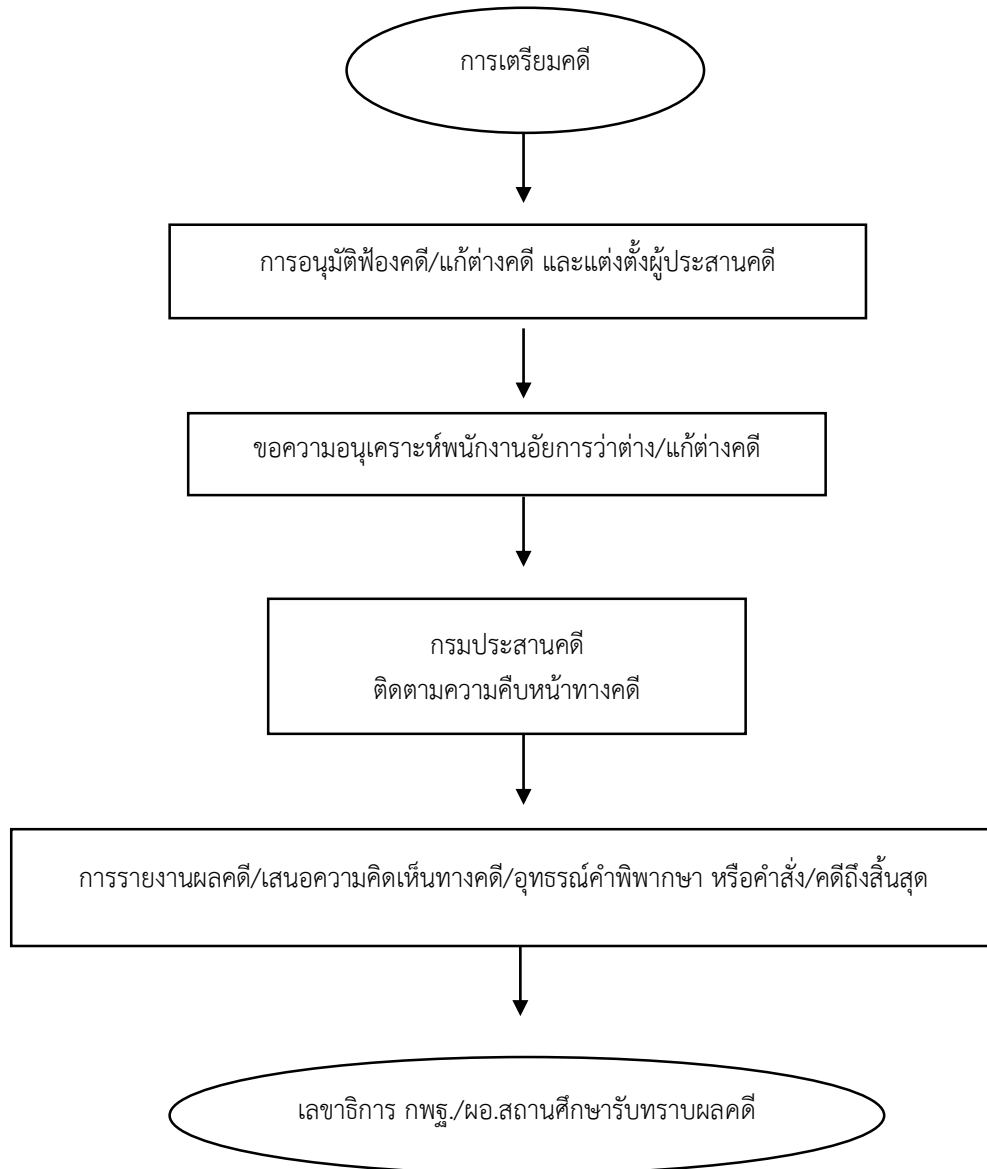 การเตรียมคดี
การอนุมัติฟ้องคดี/แก้ต่างคดี และแต่งตั้งผู้ประสานคดี
ขอความอนุเคราะห์พนักงานอัยการว่าต่าง/แก้ต่างคดี
กรมประสานคดี
ติดตามความคืบหน้าทางคดี
การรายงานผลคดี/เสนอความคิดเห็นทางคดี/อุทธรณ์คำพิพากษา หรือคำสั่ง/คดีถึงสิ้นสุด
เลขาธิการ กพฐ./ผอ.สถานศึกษารับทราบผลคดี